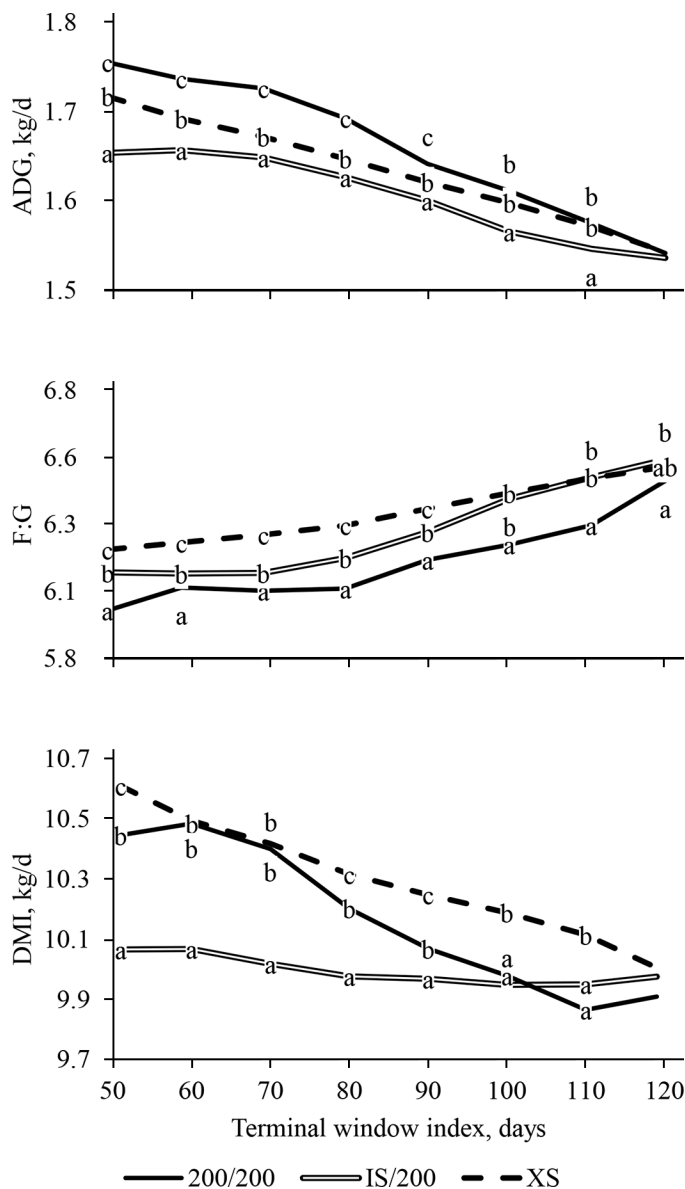 1.8
c
c
c
b
c
1.7
b
c
b
a
a
a
b
b
b
a
b
b
1.6
a
b
a
a
1.5
ADG, kg/d
6.8
b
b
6.6
b
ab
b
c
a
6.3
c
c
c
c
b
b
a
b
a
b
b
b
a
6.1
a
a
a
a
5.8
F:G
10.7
c
10.5
b
b
b
b
b
c
10.3
c
b
b
10.1
b
b
b
a
a
a
a
a
a
a
9.9
a
9.7
DMI, kg/d
50 60 70 80 90 100 110 120
Terminal window index, days
200/200 IS/200 XS